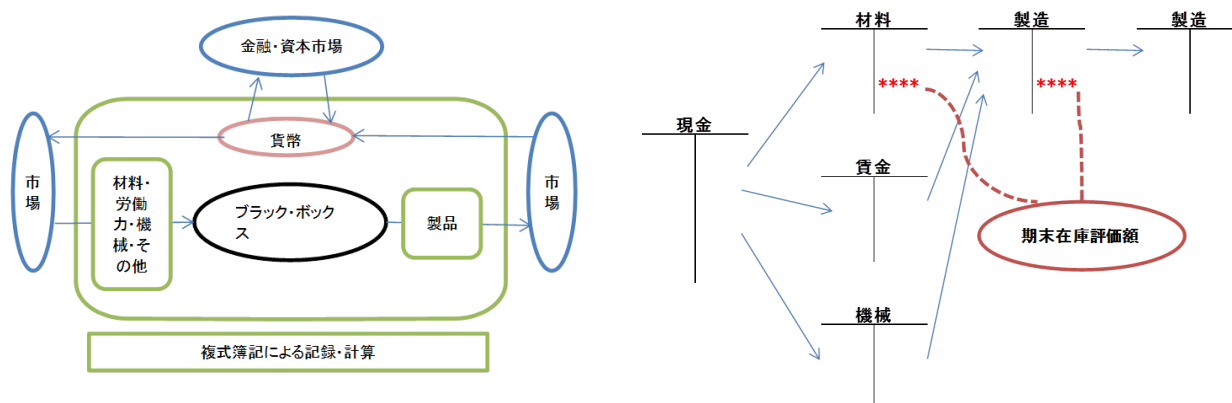 金融・資本市場
貨幣
市
場
材料・
労働
力・機
械・そ
の他
ブラック・ボック
ス
製品
市
場
複式簿記による記録・計算
材料
製造
製造
****
****
現金
賃金
期末在庫評価額
機械